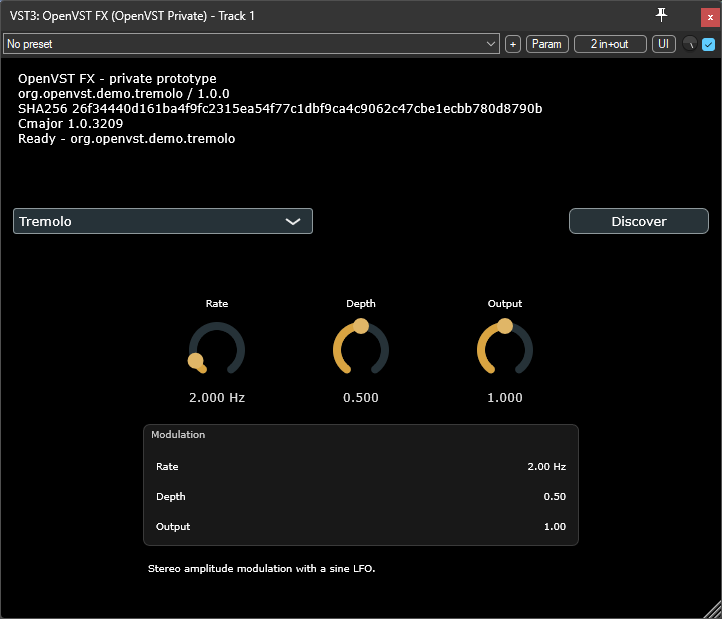 VST3: OpenVST FX (OpenVST Private) - Track 1
x
No preset
+
Param
2 in+out
UI
OpenVST FX - private prototype
org.openvst.demo.tremolo / 1.0.0
SHA256 26f34440d161ba4f9fc2315ea54f77c1dbf9ca4c9062c47cbe1ecbb780d8790b
Cmajor 1.0.3209
Ready - org.openvst.demo.tremolo
Tremolo
Discover
Rate Depth Output
2.000 Hz 0.500 1.000
Modulation
Rate 2.00 Hz
Depth 0.50
Output 1.00
Stereo amplitude modulation with a sine LFO.